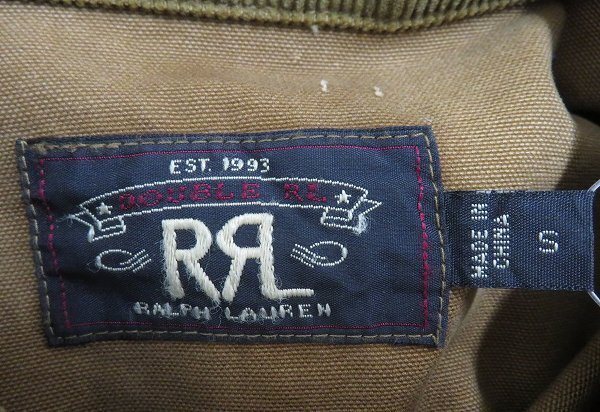 EST. 1993
DOUBLE RL
RRL
RALPH LAUREN
MADE IN
CHINA
S